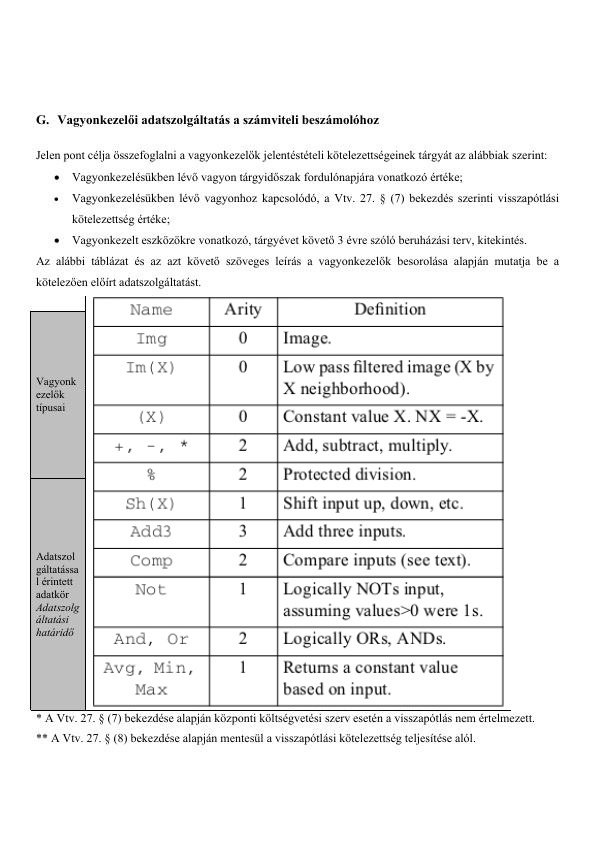 G. Vagyonkezelői adatszolgáltatás a számviteli beszámolóhoz
Jelen pont célja összefoglalni a vagyonkezelők jelentéstételi kötelezettségeinek tárgyát az alábbiak szerint:
• Vagyonkezelésükben lévő vagyon tárgyidőszak fordulónapjára vonatkozó értéke;
• Vagyonkezelésükben lévő vagyonhoz kapcsolódó, a Vtv. 27. § (7) bekezdés szerinti visszapótlási
kötelezettség értéke;
• Vagyonkezelt eszközökre vonatkozó, tárgyévet követő 3 évre szóló beruházási terv, kitekintés.
Az alábbi táblázat és az azt követő szöveges leírás a vagyonkezelők besorolása alapján mutatja be a
kötelezően előírt adatszolgáltatást.
Vagyonk
ezelők
típusai
Adatszol
gáltatássa
l érintett
adatkör
Adatszolg
áltatási
határidő
Name Arity Definition
Img 0 Image.
Im(X) 0 Low pass filtered image (X by
X neighborhood).
(X) 0 Constant value X. NX = -X.
+, -, * 2 Add, subtract, multiply.
% 2 Protected division.
Sh(X) 1 Shift input up, down, etc.
Add3 3 Add three inputs.
Comp 2 Compare inputs (see text).
Not 1 Logically NOTs input,
assuming values>0 were 1s.
And, Or 2 Logically ORs, ANDs.
Avg, Min, 1 Returns a constant value
Max based on input.
* A Vtv. 27. § (7) bekezdése alapján központi költségvetési szerv esetén a visszapótlás nem értelmezett.
** A Vtv. 27. § (8) bekezdés alapján mentesül a visszapótlási kötelezettség teljesítése alól.